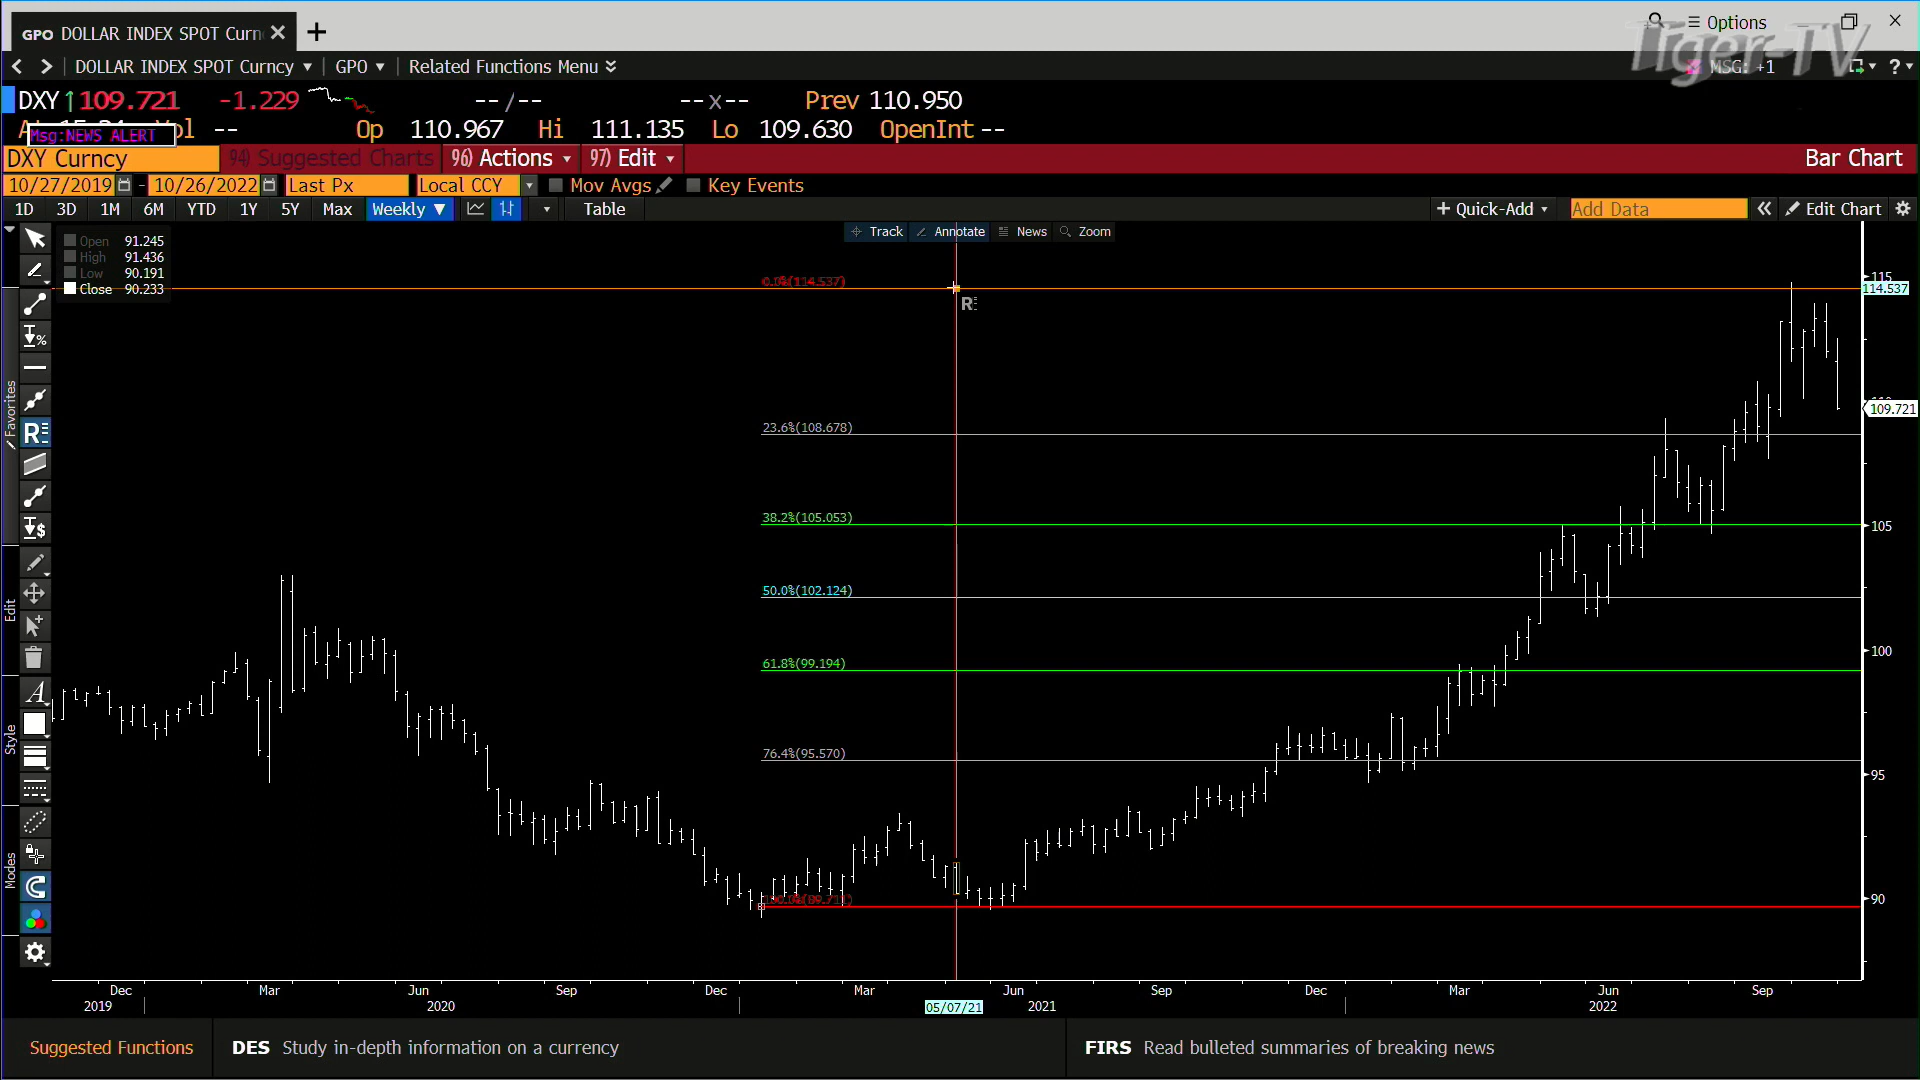 GPO DOLLAR INDEX SPOT Curn
Options
Tiger-TV
DOLLAR INDEX SPOT Curncy GPO Related Functions Menu
MSG: +1 ?
DXY 109.721 -1.229 -- /-- --x-- Prev 110.950
Vol -- Op 110.967 Hi 111.135 Lo 109.630 OpenInt --
Msg:NEWS ALERT
DXY Curncy 94) Suggested Charts 96) Actions 97) Edit Bar Chart
10/27/2019 - 10/26/2022 Last Px Local CCY Mov Avgs Key Events
1D 3D 1M 6M YTD 1Y 5Y Max Weekly Table + Quick-Add Add Data Edit Chart
Track Annotate News Zoom
Open 91.245
High 91.436
Low 90.191
Close 90.233
0.0%(114.537)
23.6%(108.678)
38.2%(105.053)
50.0%(102.124)
61.8%(99.194)
76.4%(95.570)
115
114.537
109.721
105
100
95
90
Favorites
Edit
Style
Modes
Dec Mar Jun Sep Dec Mar Jun Sep Dec Mar Jun Sep
2019 2020 05/07/21 2021 2022
Suggested Functions DES Study in-depth information on a currency FIRS Read bulleted summaries of breaking news